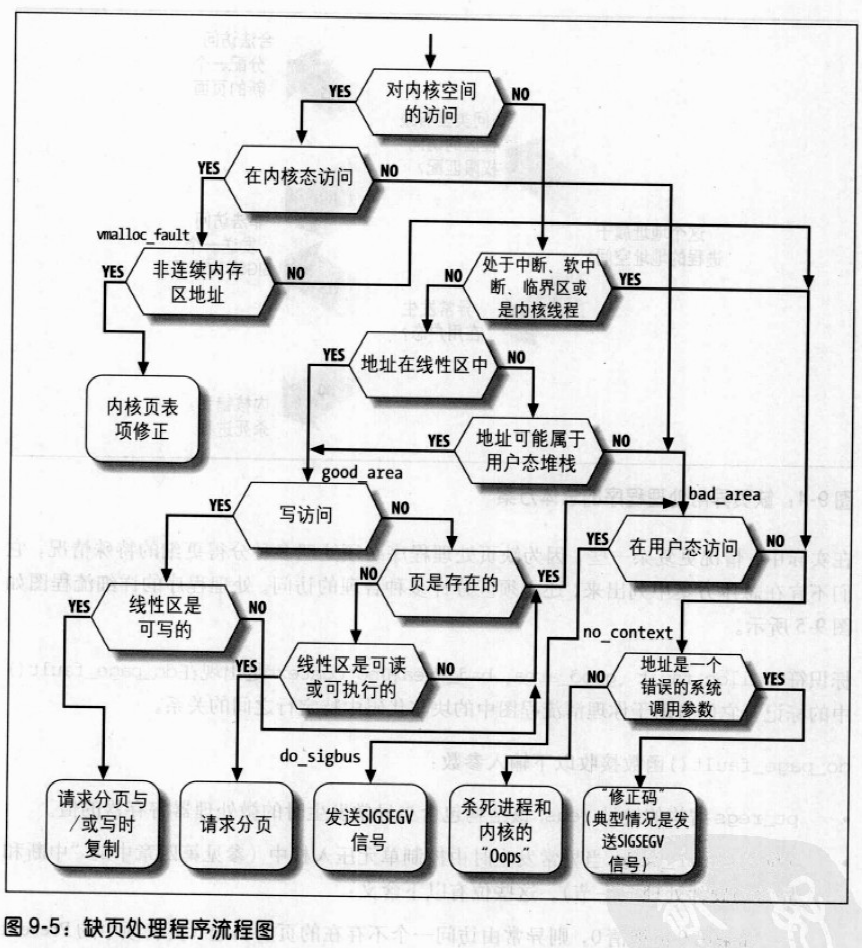 对内核空间
的访问
YES
NO
在内核态访问
YES
NO
vmalloc_fault
非连续内存
区地址
YES
NO
处于中断、软中
断、临界区或
是内核线程
NO
YES
地址在线性区中
YES
NO
内核页表
项修正
地址可能属于
用户态堆栈
YES
NO
good_area
bad_area
写访问
YES
NO
在用户态访问
YES
NO
页是存在的
NO
YES
线性区是
可写的
YES
NO
no_context
线性区是可读
或可执行的
YES
NO
地址是一个
错误的系统
调用参数
NO
YES
do_sigbus
请求分页与
/或写时
复制
请求分页
发送SIGSEGV
信号
杀死进程和
内核的
"Oops"
"修正码"
(典型情况是发
送SIGSEGV
信号)
图 9-5：缺页处理程序流程图